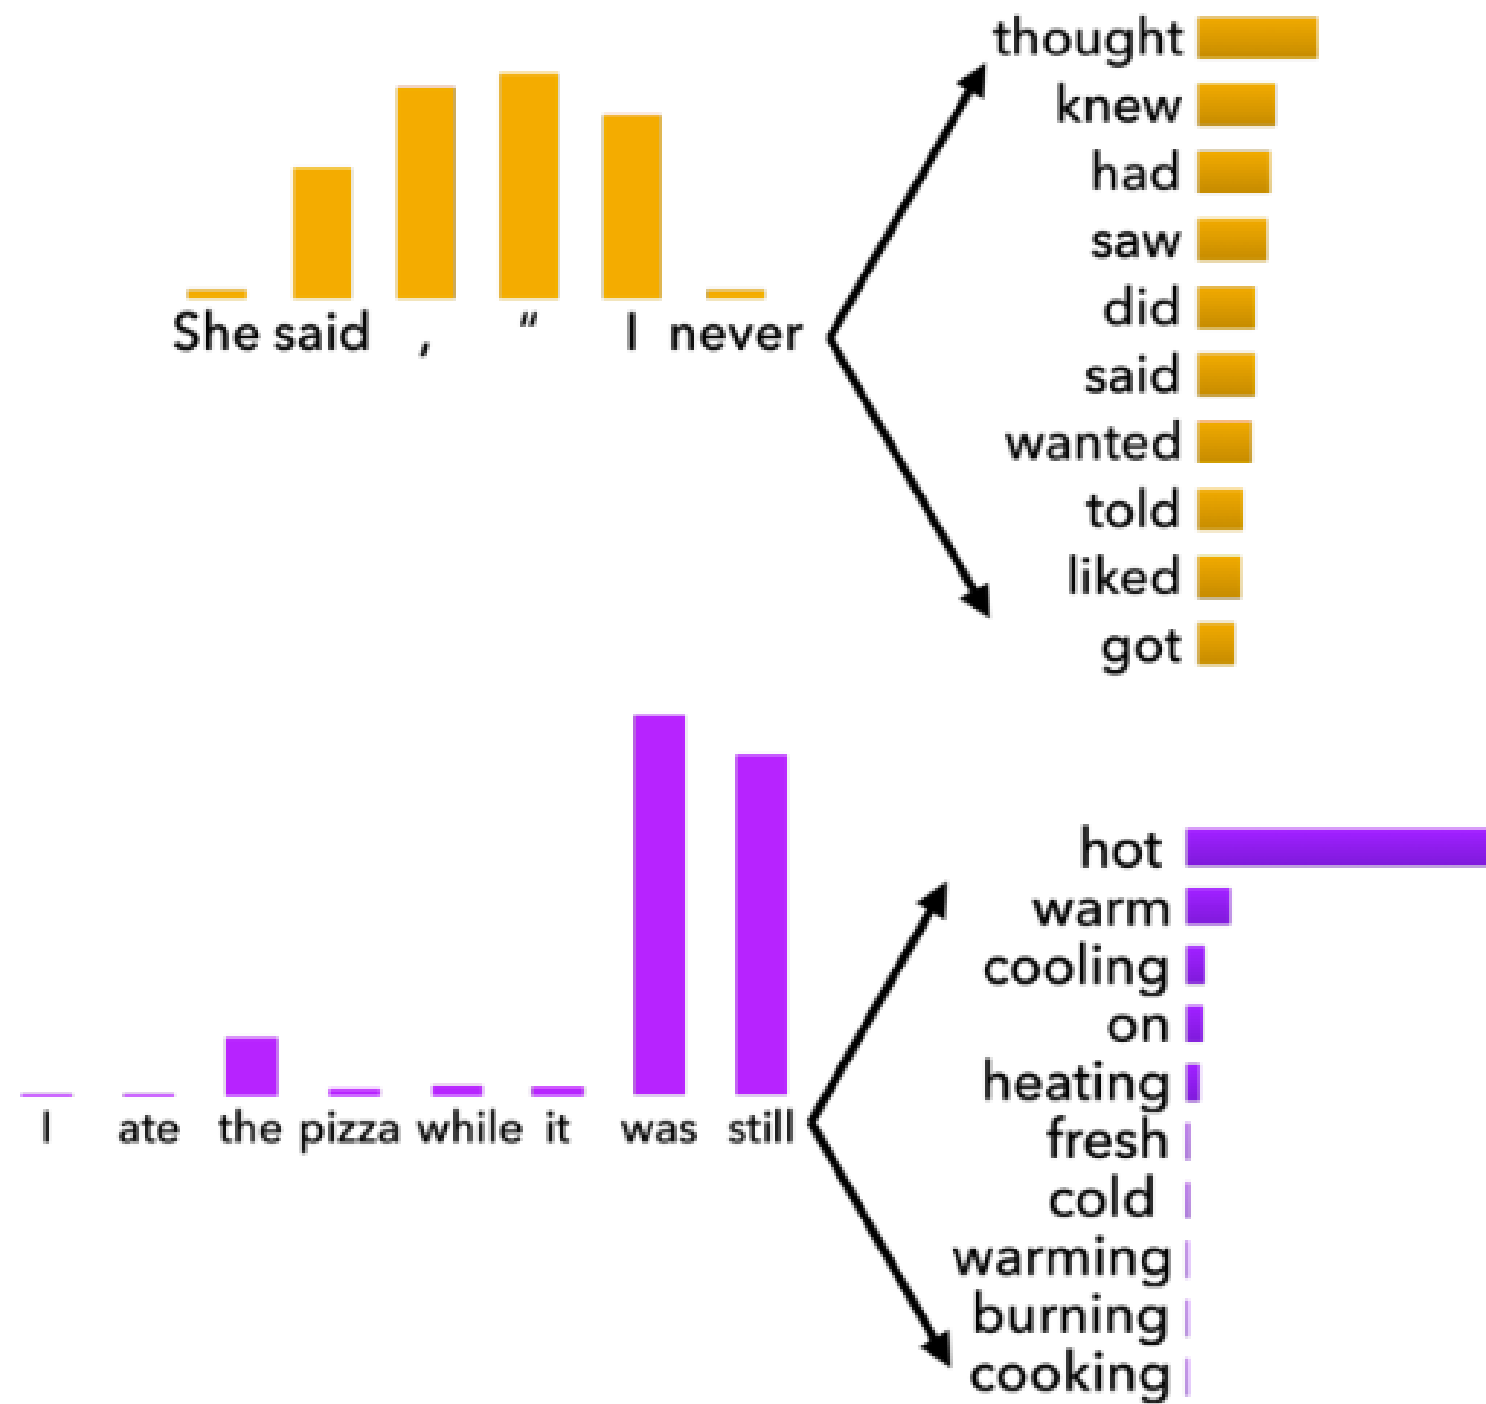 She said , “ I never
thought
knew
had
saw
did
said
wanted
told
liked
got
I ate the pizza while it was still
hot
warm
cooling
on
heating
fresh
cold
warming
burning
cooking